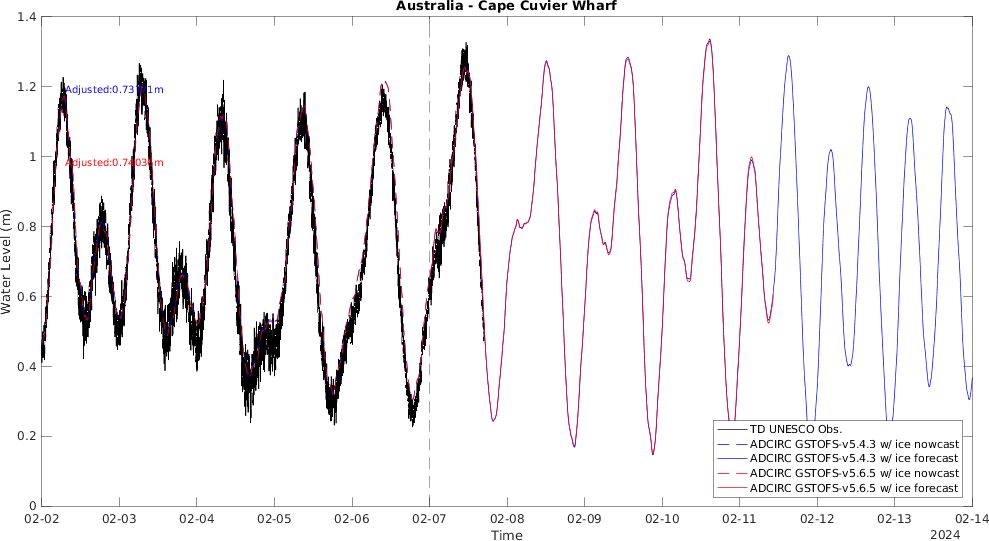 Australia - Cape Cuvier Wharf
1.4
1.2
1
0.8
0.6
0.4
0.2
0
Water Level (m)
Adjusted:
Adjusted:
TD UNESCO Obs.
ADCIRC GSTOFS-v5.4.3 w/ ice nowcast
ADCIRC GSTOFS-v5.4.3 w/ ice forecast
ADCIRC GSTOFS-v5.6.5 w/ ice nowcast
ADCIRC GSTOFS-v5.6.5 w/ ice forecast
02-02 02-03 02-04 02-05 02-06 02-07 02-08 02-09 02-10 02-11 02-12 02-13 02-14
Time
2024